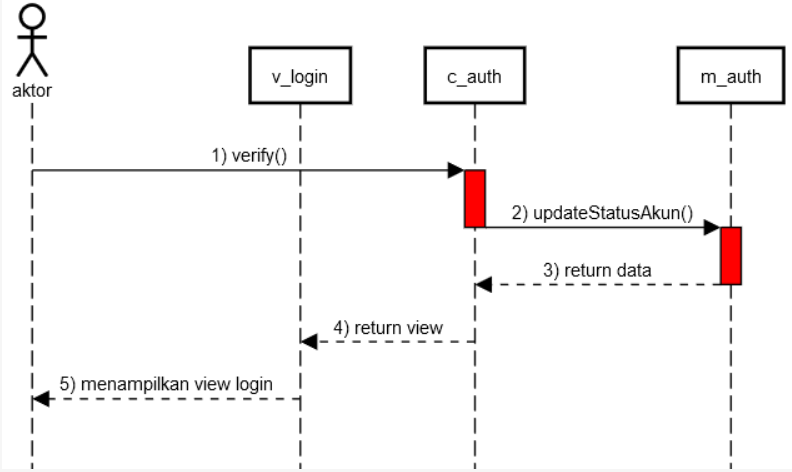 aktor
v_login
c_auth
m_auth
1) verify()
2) updateStatusAkun()
3) return data
4) return view
5) menampilkan view login